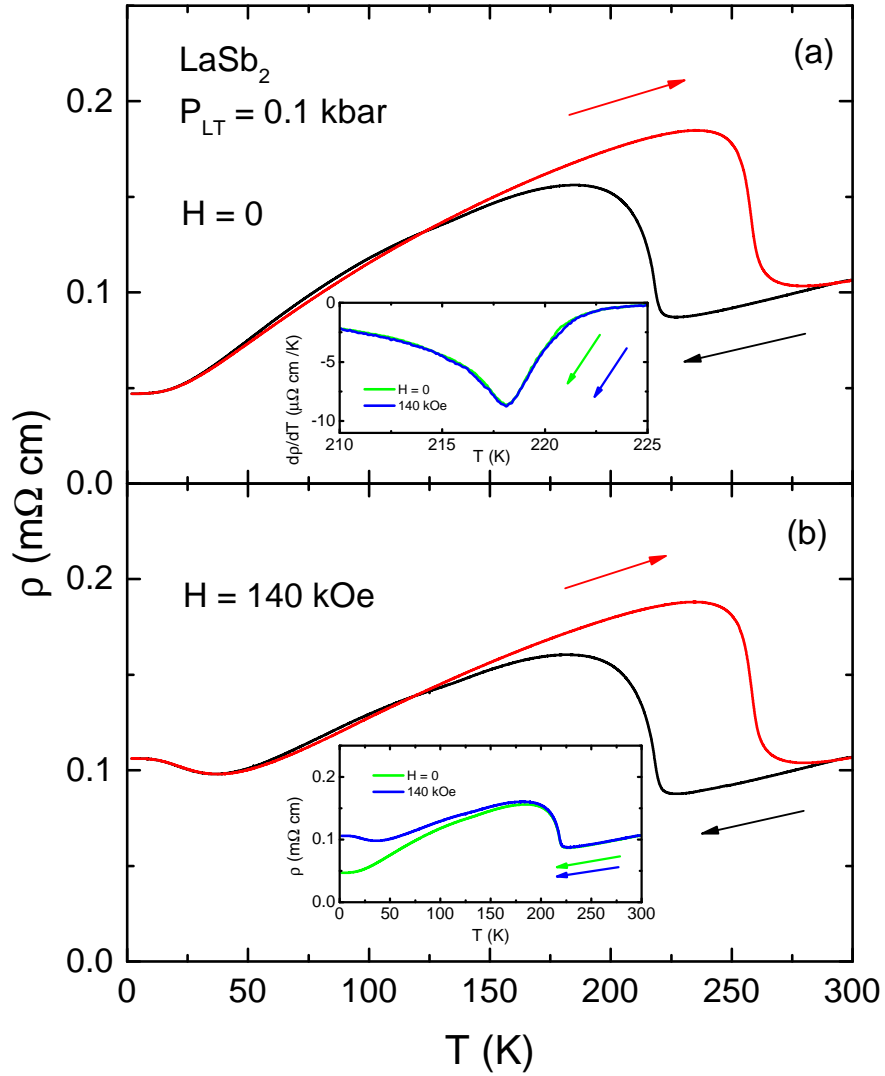 (a)
LaSb2
PLT = 0.1 kbar
H = 0
0.2
0.1
0.0
0
-5
-10
dρ/dT (μΩ cm /K)
H = 0
140 kOe
210 215 220 225
T (K)
ρ (mΩ cm)
(b)
H = 140 kOe
0.2
0.1
0.0
0.2
0.1
0.0
ρ (mΩ cm)
H = 0
140 kOe
0 50 100 150 200 250 300
T (K)
0 50 100 150 200 250 300
T (K)